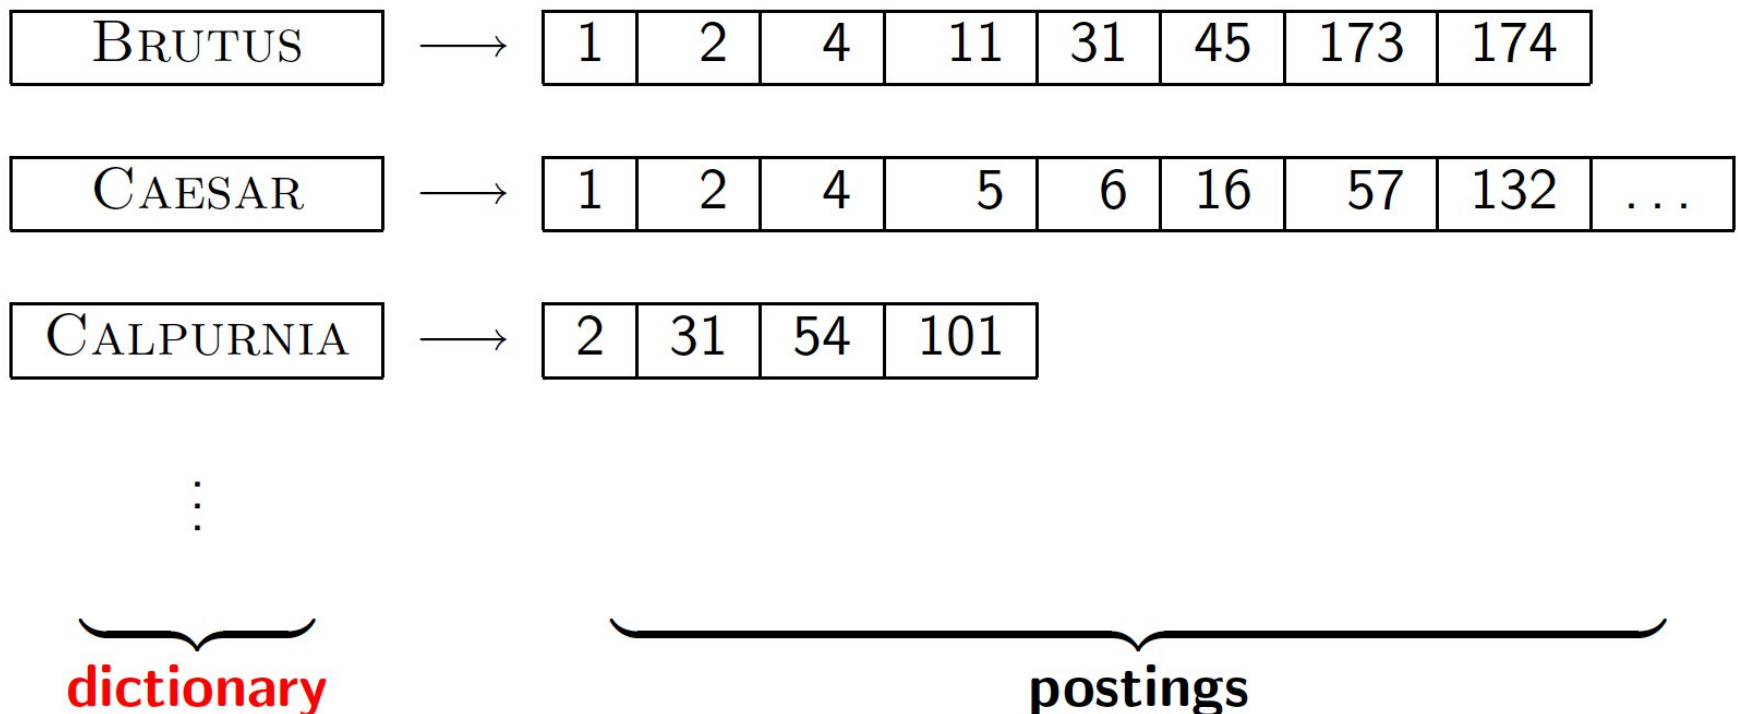 BRUTUS ⟶ 1 2 4 11 31 45 173 174
CAESAR ⟶ 1 2 4 5 6 16 57 132 ...
CALPURNIA ⟶ 2 31 54 101
⋮
dictionary postings